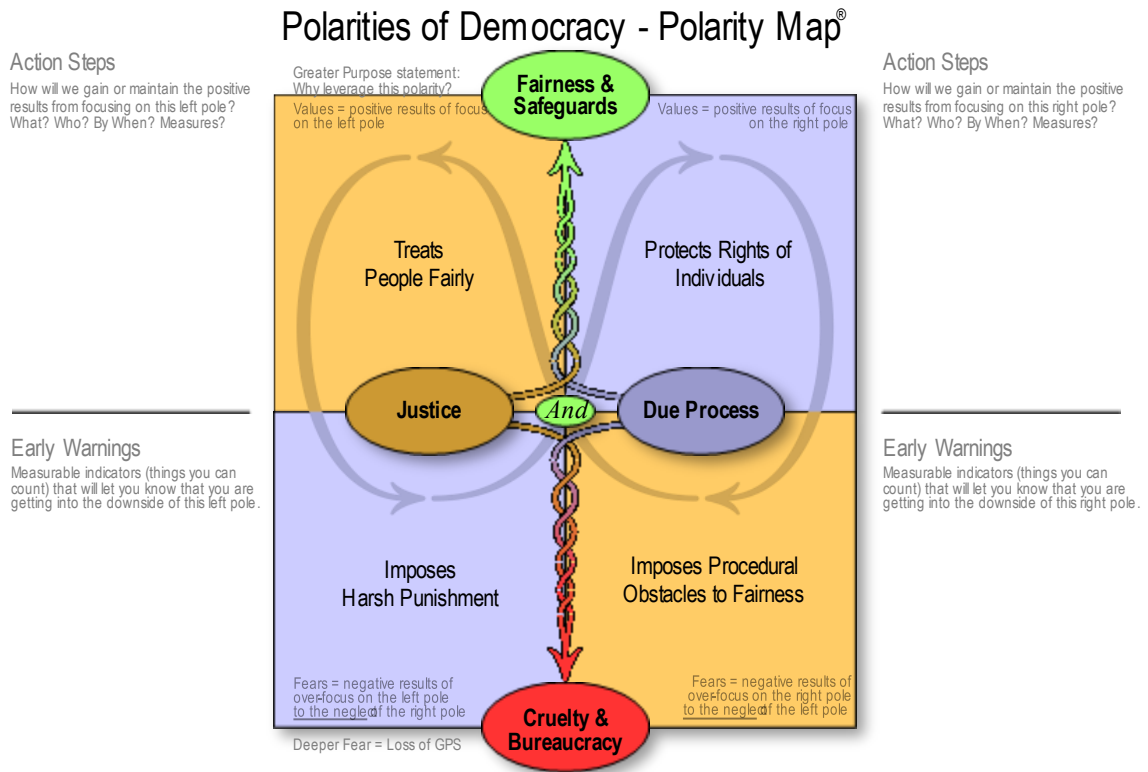 Polarities of Democracy - Polarity Map®
Action Steps
How will we gain or maintain the positive
results from focusing on this left pole?
What? Who? By When? Measures?
Greater Purpose statement:
Why leverage this polarity?
Values = positive results of focus
on the left pole
Fairness &
Safeguards
Values = positive results of focus
on the right pole
Action Steps
How will we gain or maintain the positive
results from focusing on this right pole?
What? Who? By When? Measures?
Treats
People Fairly
Protects Rights of
Individuals
Justice
And
Due Process
Early Warnings
Measurable indicators (things you can
count) that will let you know that you are
getting into the downside of this left pole.
Early Warnings
Measurable indicators (things you can
count) that will let you know that you are
getting into the downside of this right pole.
Imposes
Harsh Punishment
Imposes Procedural
Obstacles to Fairness
Fears = negative results of
over-focus on the left pole
to the neglect of the right pole
Fears = negative results of
over-focus on the right pole
to the neglect of the left pole
Cruelty &
Bureaucracy
Deeper Fear = Loss of GPS